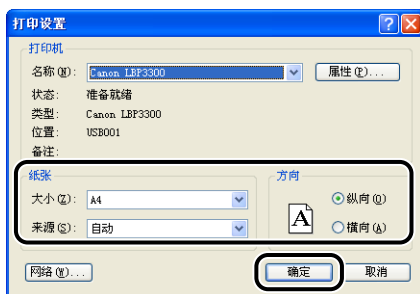 打印设置
打印机
名称(N): Canon LBP3300 属性(P)...
状态: 准备就绪
类型: Canon LBP3300
位置: USB001
备注:
纸张
大小(Z): A4
来源(S): 自动
方向
A
纵向(O)
横向(A)
网络(W)... 确定 取消